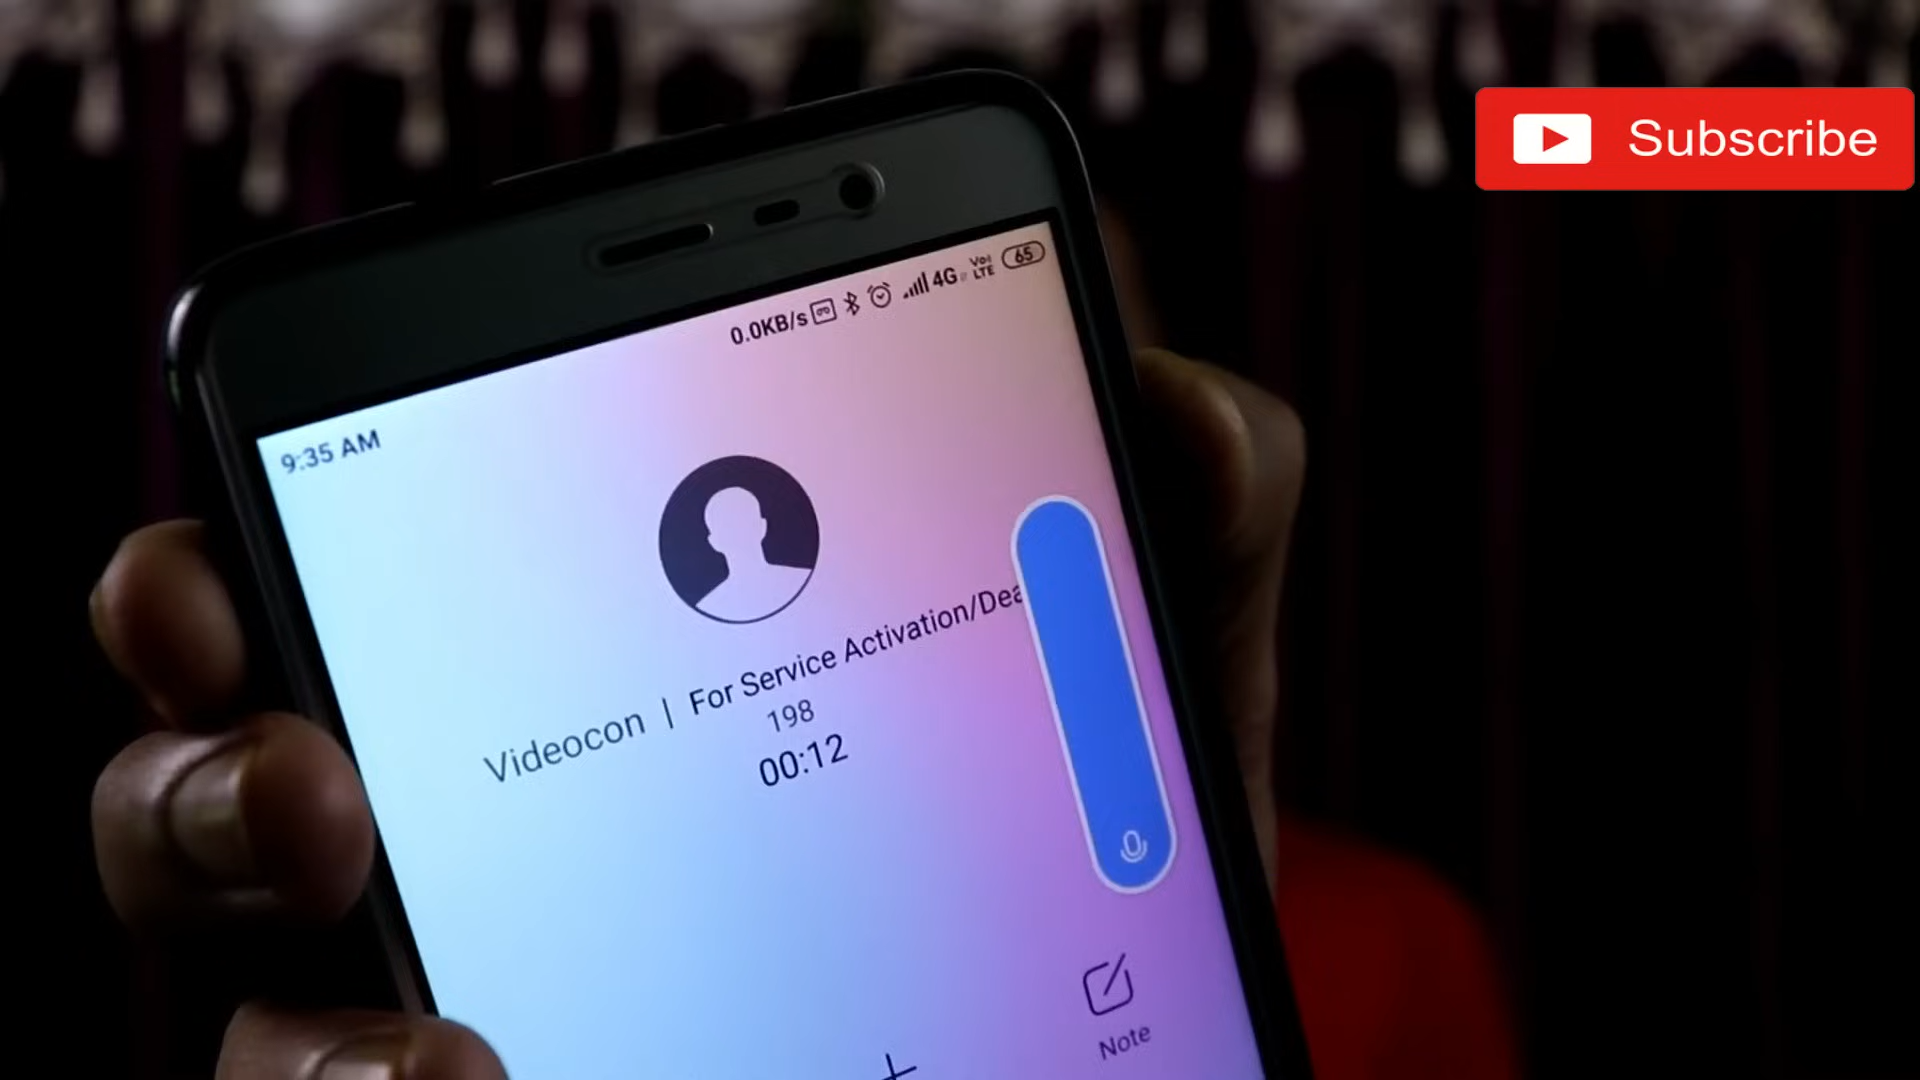 Subscribe
0.0KB/s 4G Vo) LTE 65
9:35 AM
Videocon | For Service Activation/Dea
198
00:12
Note